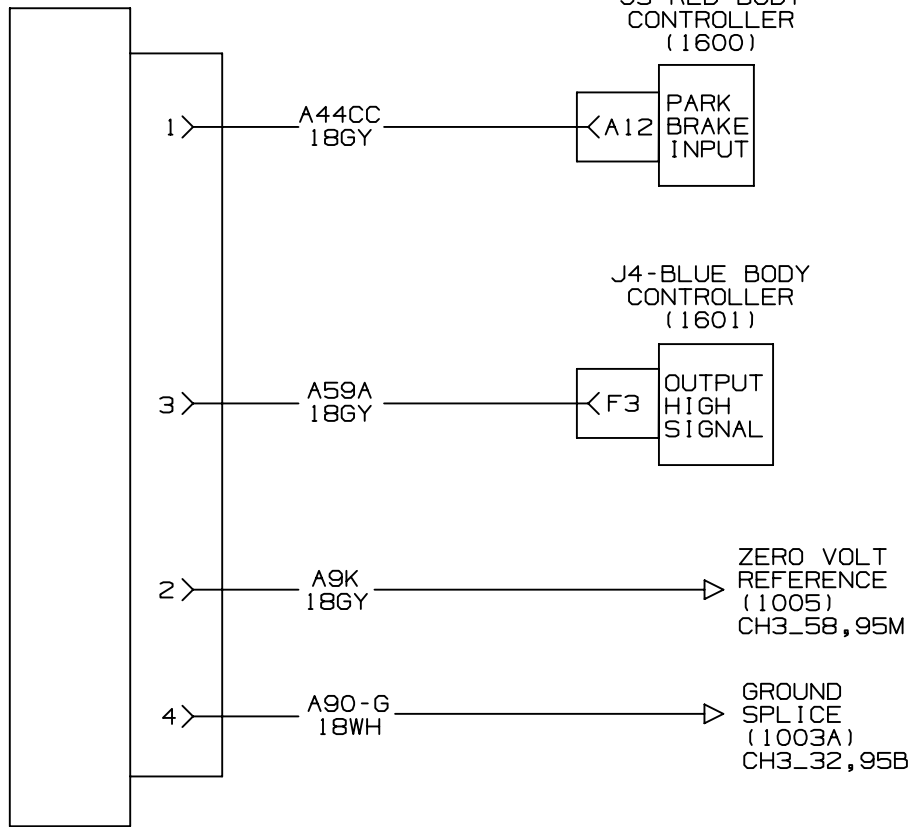 CONTROLLER
(1600)
1
A44CC
18GY
A12
PARK
BRAKE
INPUT
J4-BLUE BODY
CONTROLLER
(1601)
3
A59A
18GY
F3
OUTPUT
HIGH
SIGNAL
2
A9K
18GY
ZERO VOLT
REFERENCE
(1005)
CH3_58,95M
4
A90-G
18WH
GROUND
SPLICE
(1003A)
CH3_32,95B